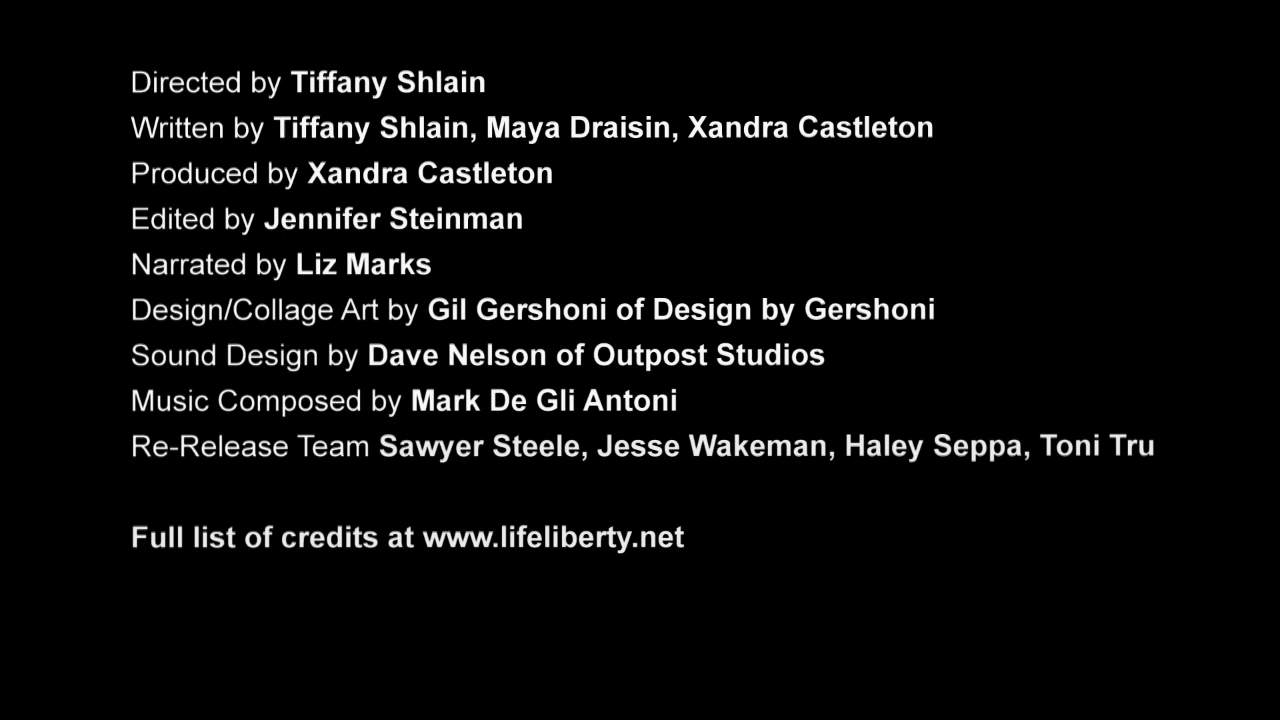 Directed by Tiffany Shlain
Written by Tiffany Shlain, Maya Draisin, Xandra Castleton
Produced by Xandra Castleton
Edited by Jennifer Steinman
Narrated by Liz Marks
Design/Collage Art by Gil Gershoni of Design by Gershoni
Sound Design by Dave Nelson of Outpost Studios
Music Composed by Mark De Gli Antoni
Re-Release Team Sawyer Steele, Jesse Wakeman, Haley Seppa, Toni Tru
Full list of credits at www.lifeliberty.net